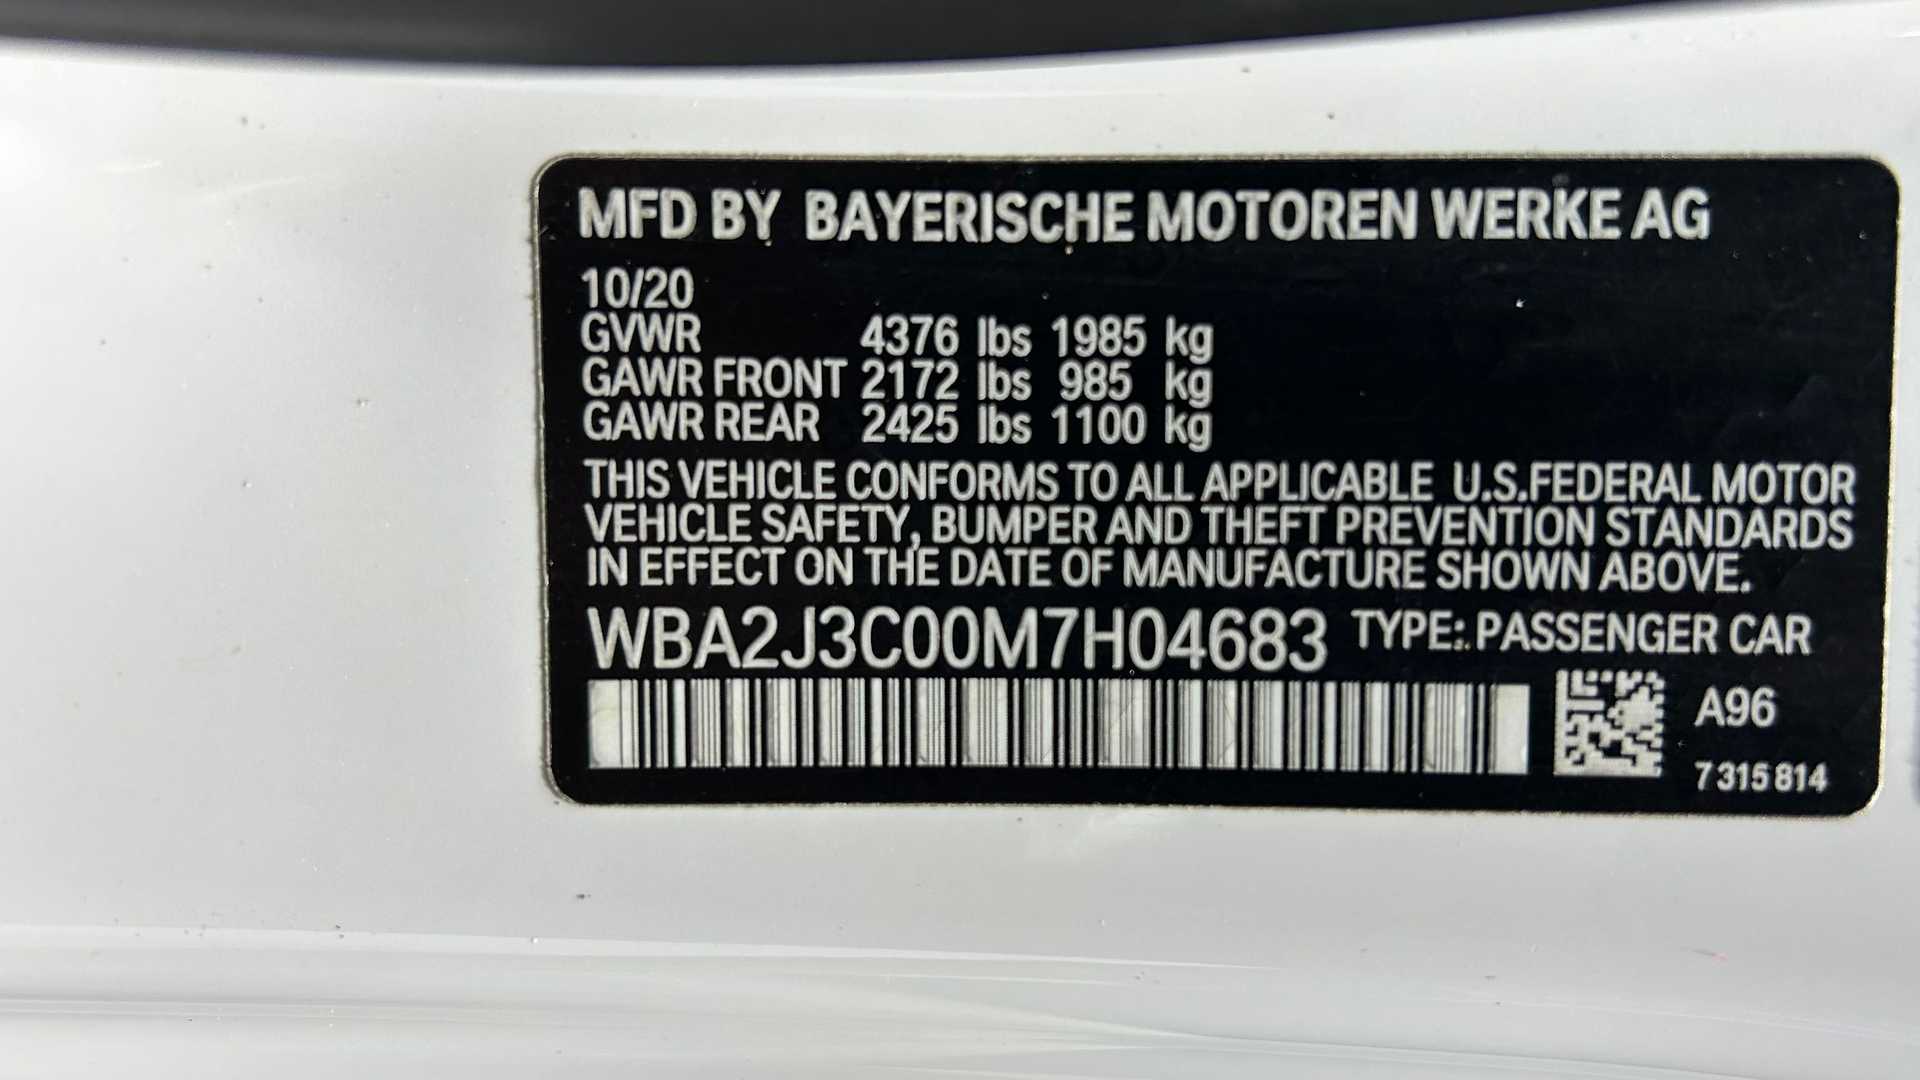 MFD BY BAYERISCHE MOTOREN WERKE AG
10/20
GVWR 4376 lbs 1985 kg
GAWR FRONT 2172 lbs 985 kg
GAWR REAR 2425 lbs 1100 kg
THIS VEHICLE CONFORMS TO ALL APPLICABLE U.S.FEDERAL MOTOR
VEHICLE SAFETY, BUMPER AND THEFT PREVENTION STANDARDS
IN EFFECT ON THE DATE OF MANUFACTURE SHOWN ABOVE.
WBA2J3C00M7H04683 TYPE: PASSENGER CAR
A96
7 315 814